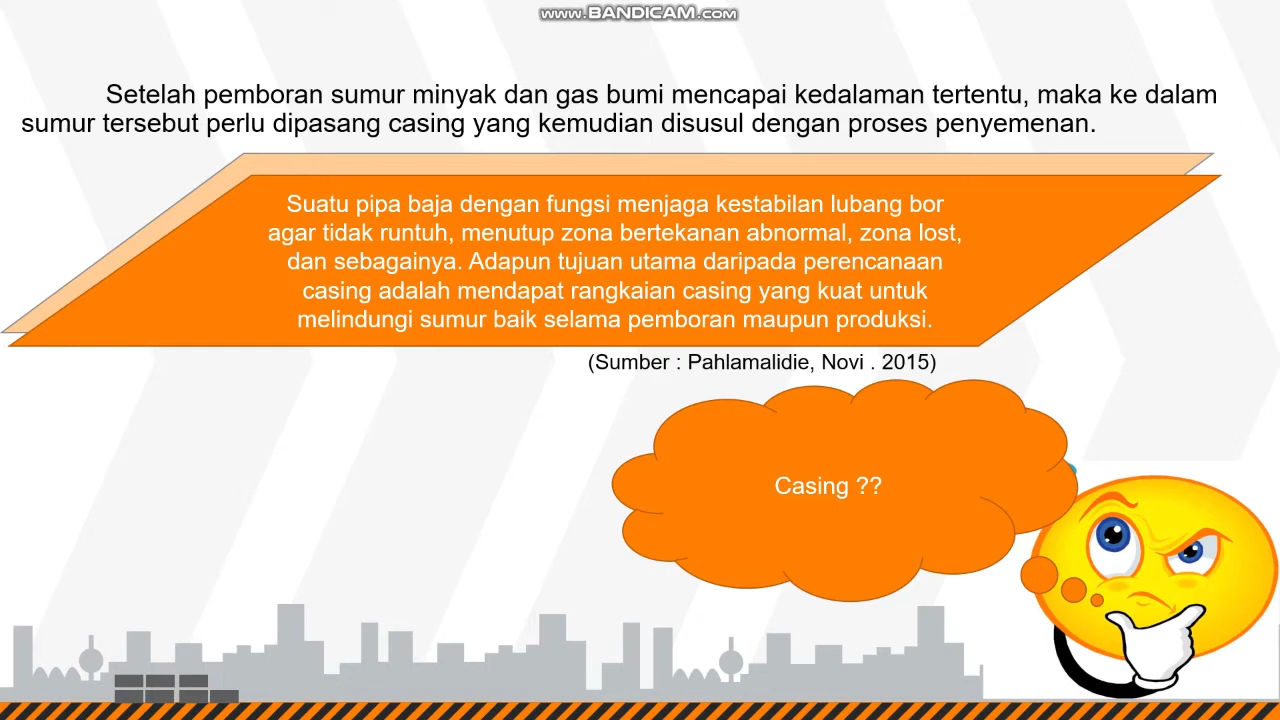 www.BANDICAM.com
Setelah pemboran sumur minyak dan gas bumi mencapai kedalaman tertentu, maka ke dalam
sumur tersebut perlu dipasang casing yang kemudian disusul dengan proses penyemenan.
Suatu pipa baja dengan fungsi menjaga kestabilan lubang bor
agar tidak runtuh, menutup zona bertekanan abnormal, zona lost,
dan sebagainya. Adapun tujuan utama daripada perencanaan
casing adalah mendapat rangkaian casing yang kuat untuk
melindungi sumur baik selama pemboran maupun produksi.
(Sumber : Pahlamalidie, Novi . 2015)
Casing ??